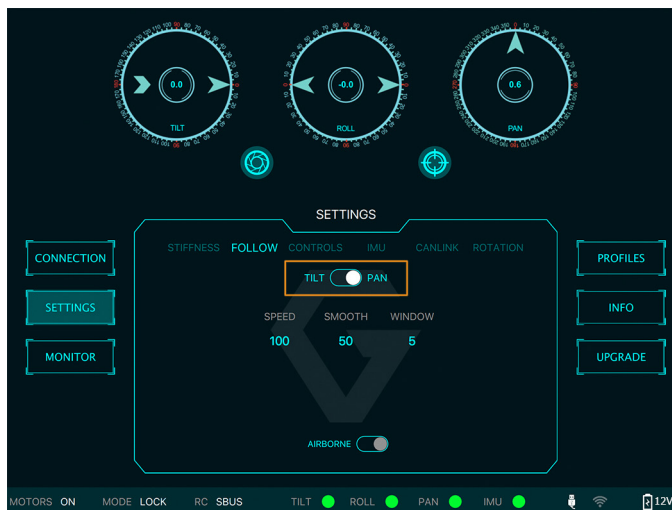 0.0
-0.0
0.6
TILT
ROLL
PAN
SETTINGS
STIFFNESS FOLLOW CONTROLS IMU CANLINK ROTATION
TILT PAN
SPEED SMOOTH WINDOW
100 50 5
AIRBORNE
CONNECTION
SETTINGS
MONITOR
PROFILES
INFO
UPGRADE
MOTORS ON MODE LOCK RC SBUS TILT ROLL PAN IMU 12V